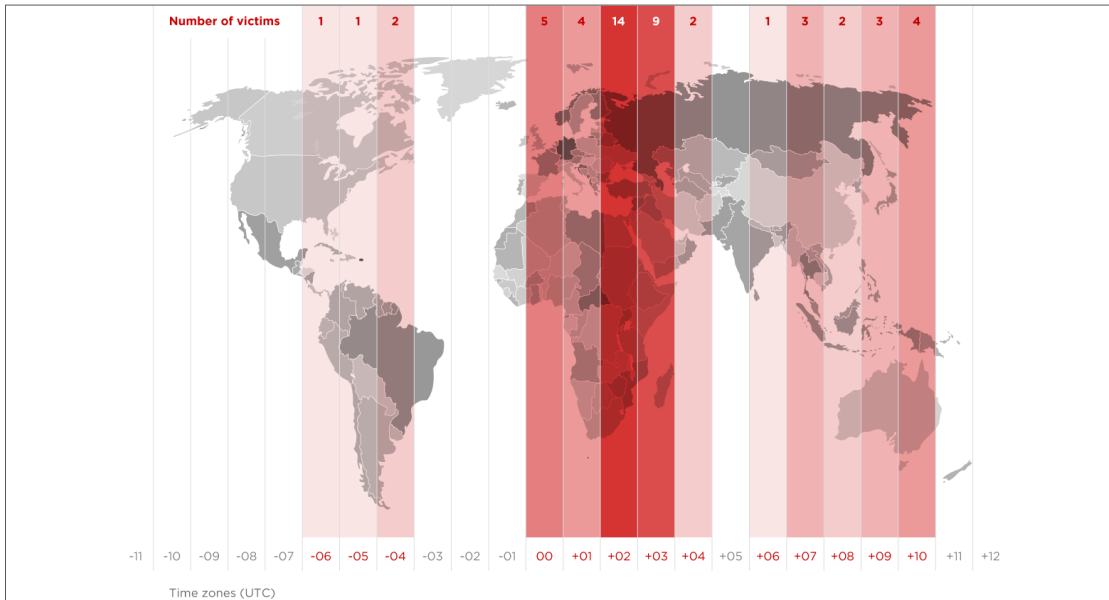 Number of victims 1 1 2 5 4 14 9 2 1 3 2 3 4
-11 -10 -09 -08 -07 -06 -05 -04 -03 -02 -01 00 +01 +02 +03 +04 +05 +06 +07 +08 +09 +10 +11 +12
Time zones (UTC)